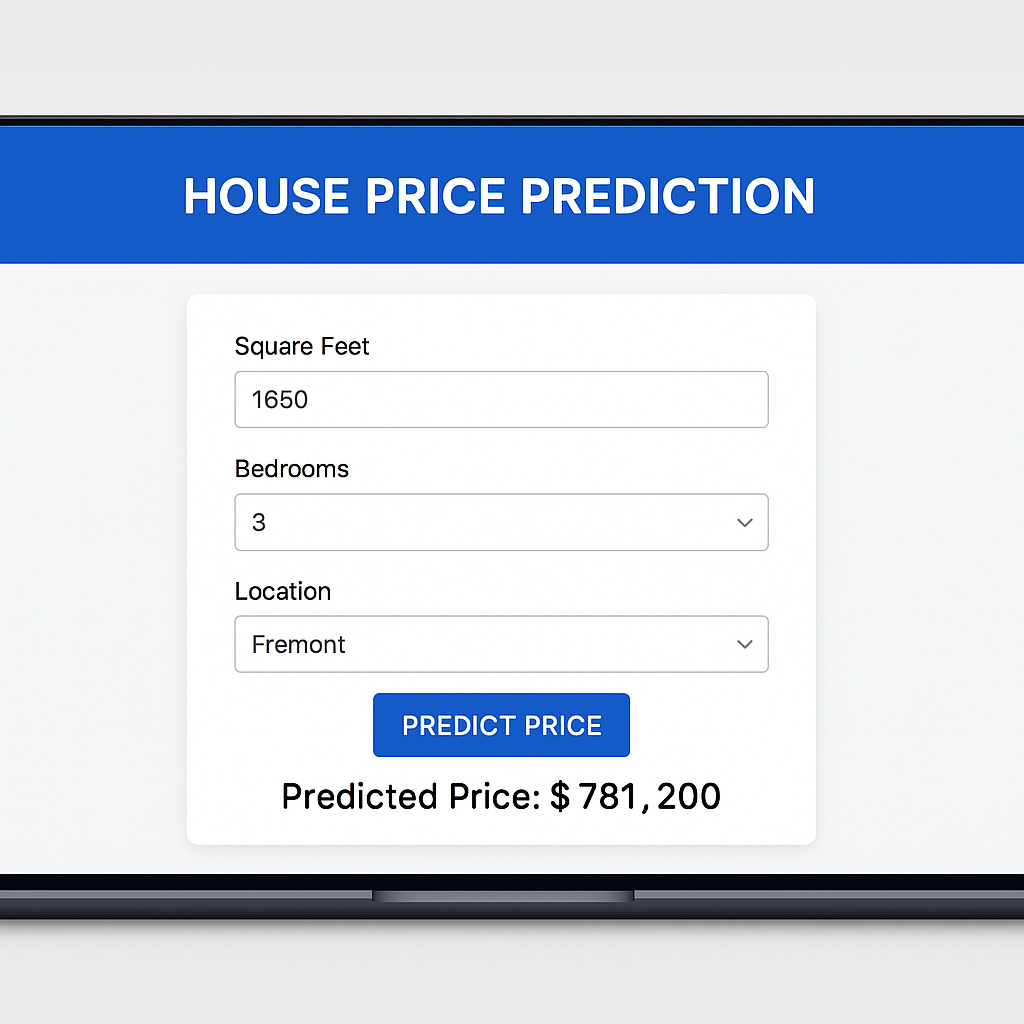 HOUSE PRICE PREDICTION
Square Feet
1650
Bedrooms
3
Location
Fremont
PREDICT PRICE
Predicted Price: $ 781,200